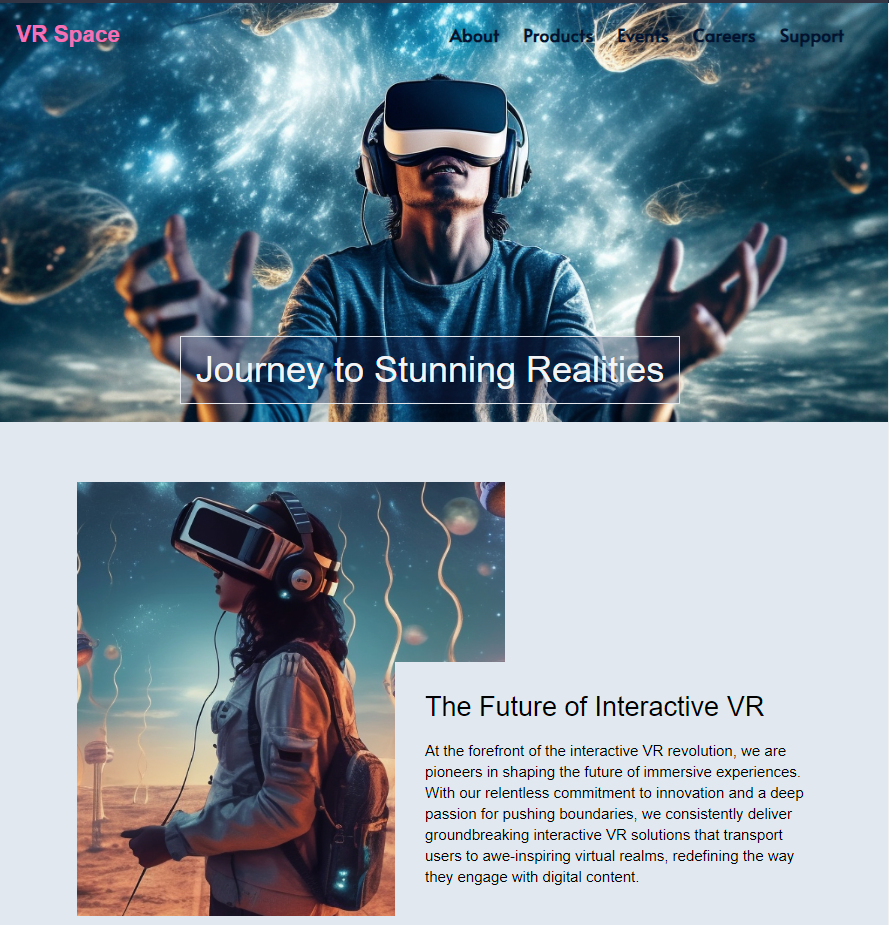 VR Space
About Products Events Careers Support
Journey to Stunning Realities
The Future of Interactive VR
At the forefront of the interactive VR revolution, we are
pioneers in shaping the future of immersive experiences.
With our relentless commitment to innovation and a deep
passion for pushing boundaries, we consistently deliver
groundbreaking interactive VR solutions that transport
users to awe-inspiring virtual realms, redefining the way
they engage with digital content.